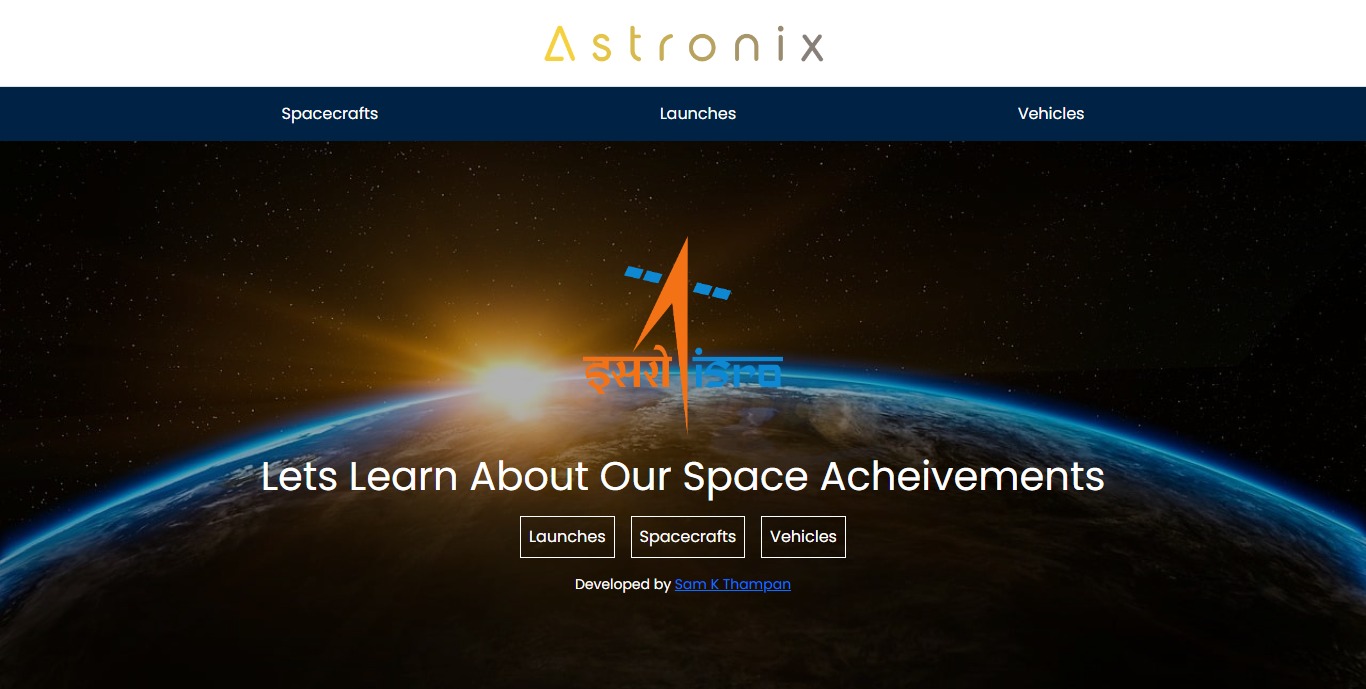 Astronix
Spacecrafts Launches Vehicles
इसरो isro
Lets Learn About Our Space Acheivements
Launches Spacecrafts Vehicles
Developed by Sam K Thampan